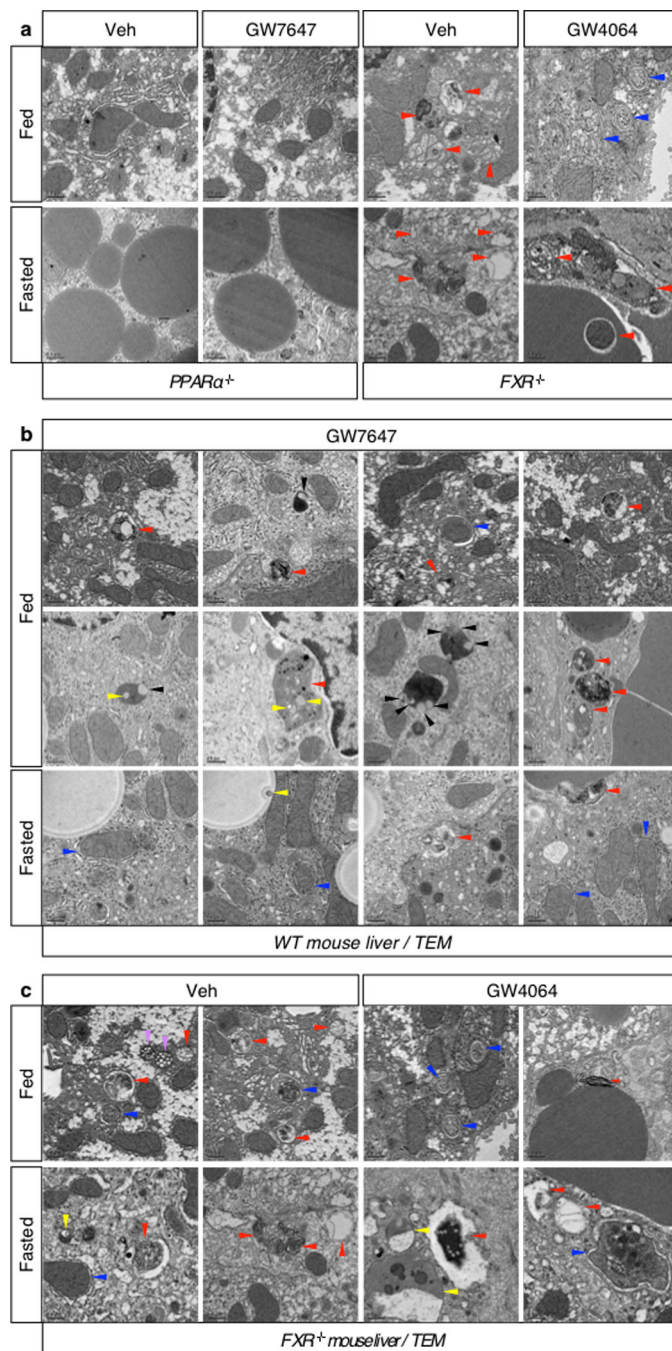 a
Veh GW7647 Veh GW4064
Fed
Fasted
PPARα-/- FXR-/-
b
GW7647
Fed
Fed
Fasted
WT mouse liver / TEM
c
Veh GW4064
Fed
Fasted
FXR-/- mouse liver / TEM